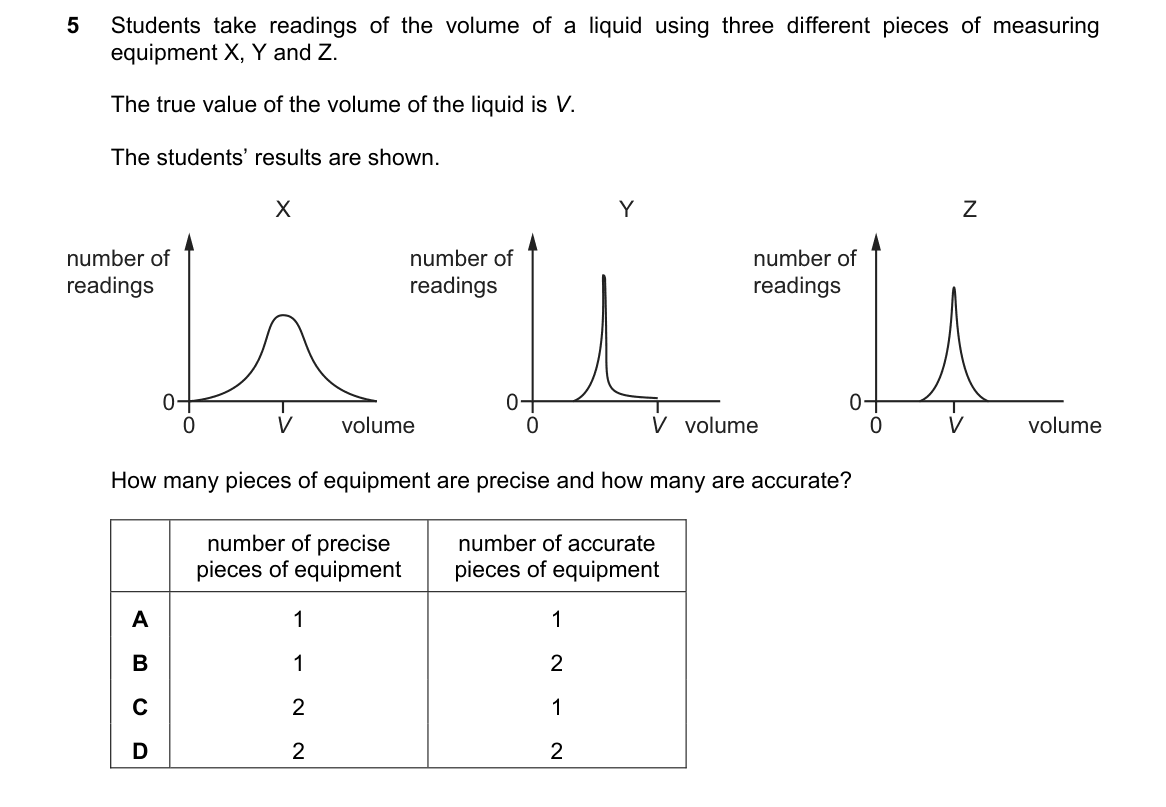 5 Students take readings of the volume of a liquid using three different pieces of measuring
equipment X, Y and Z.
The true value of the volume of the liquid is V.
The students’ results are shown.
X
number of
readings
0
0
V
volume
Y
number of
readings
0
0
V
volume
Z
number of
readings
0
0
V
volume
How many pieces of equipment are precise and how many are accurate?
number of precise
pieces of equipment
number of accurate
pieces of equipment
A 1 1
B 1 2
C 2 1
D 2 2